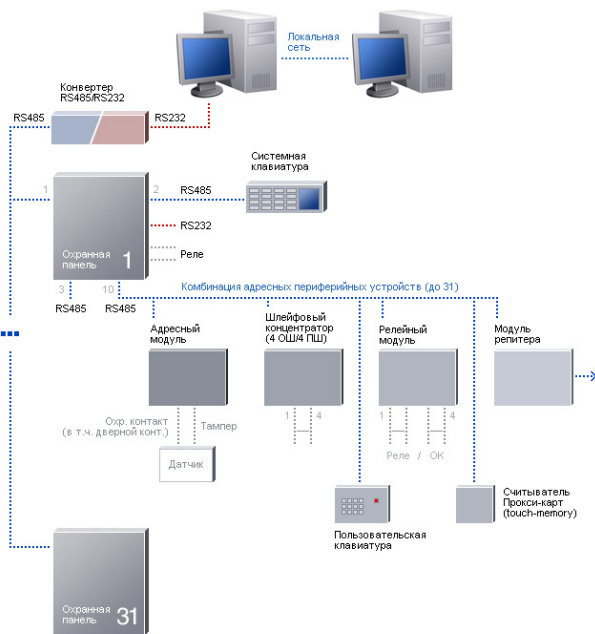 Локальная
сеть
Конвертер
RS485/RS232
RS485
RS232
Системная
клавиатура
1
2
RS485
RS232
Охранная
панель 1
Реле
3
10
RS485
RS485
Комбинация адресных периферийных устройств (до 31)
Адресный
модуль
Шлейфовый
концентратор
(4 ОШ/4 ПШ)
Релейный
модуль
Модуль
репитера
Охр. контакт
(в т.ч. дверной конт.)
Тампер
1
4
1
4
Реле / ОК
Датчик
Считыватель
Прокси-карт
(touch-memory)
Пользовательская
клавиатура
Охранная
панель 31